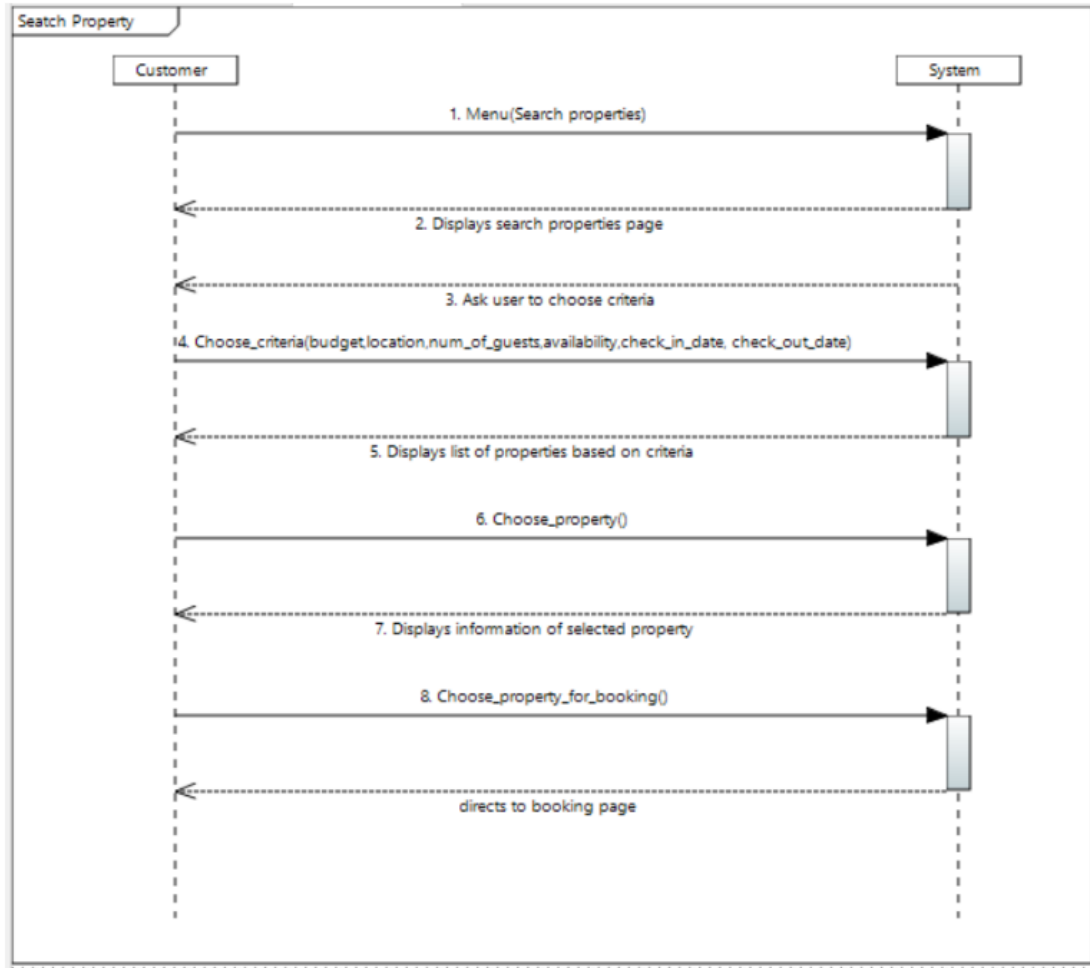 Seatch Property
Customer
System
1. Menu(Search properties)
2. Displays search properties page
3. Ask user to choose criteria
4. Choose_criteria(budget,location,num_of_guests,availability,check_in_date, check_out_date)
5. Displays list of properties based on criteria
6. Choose_property()
7. Displays information of selected property
8. Choose_property_for_booking()
directs to booking page